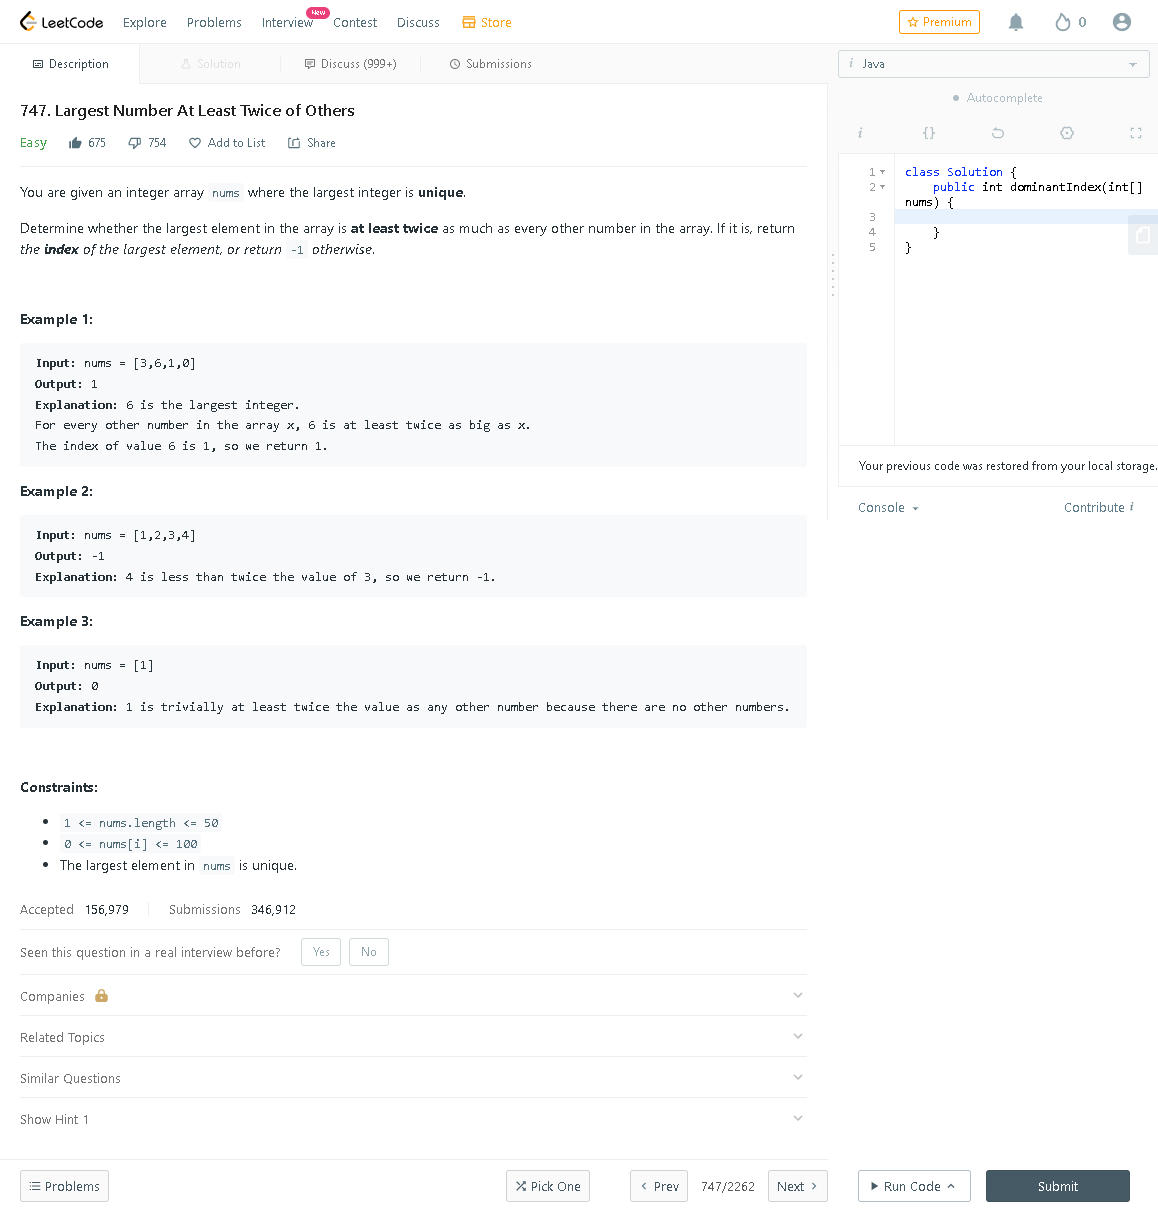 LeetCode Explore Problems Interview New Contest Discuss Store Premium 0
Description Solution Discuss (999+) Submissions
i Java
Autocomplete
i {}
747. Largest Number At Least Twice of Others
Easy 675 754 Add to List Share
You are given an integer array nums where the largest integer is unique.
Determine whether the largest element in the array is at least twice as much as every other number in the array. If it is, return
the index of the largest element, or return -1 otherwise.
Example 1:
Input: nums = [3,6,1,0]
Output: 1
Explanation: 6 is the largest integer.
For every other number in the array x, 6 is at least twice as big as x.
The index of value 6 is 1, so we return 1.
Example 2:
Input: nums = [1,2,3,4]
Output: -1
Explanation: 4 is less than twice the value of 3, so we return -1.
Example 3:
Input: nums = [1]
Output: 0
Explanation: 1 is trivially at least twice the value as any other number because there are no other numbers.
Constraints:
1 <= nums.length <= 50
0 <= nums[i] <= 100
The largest element in nums is unique.
Accepted 156,979 Submissions 346,912
Seen this question in a real interview before? Yes No
Companies
Related Topics
Similar Questions
Show Hint 1
1 class Solution {
2 public int dominantIndex(int[]
nums) {
3
4 }
5 }
Your previous code was restored from your local storage.
Console Contribute i
Problems Pick One Prev 747/2262 Next Run Code Submit